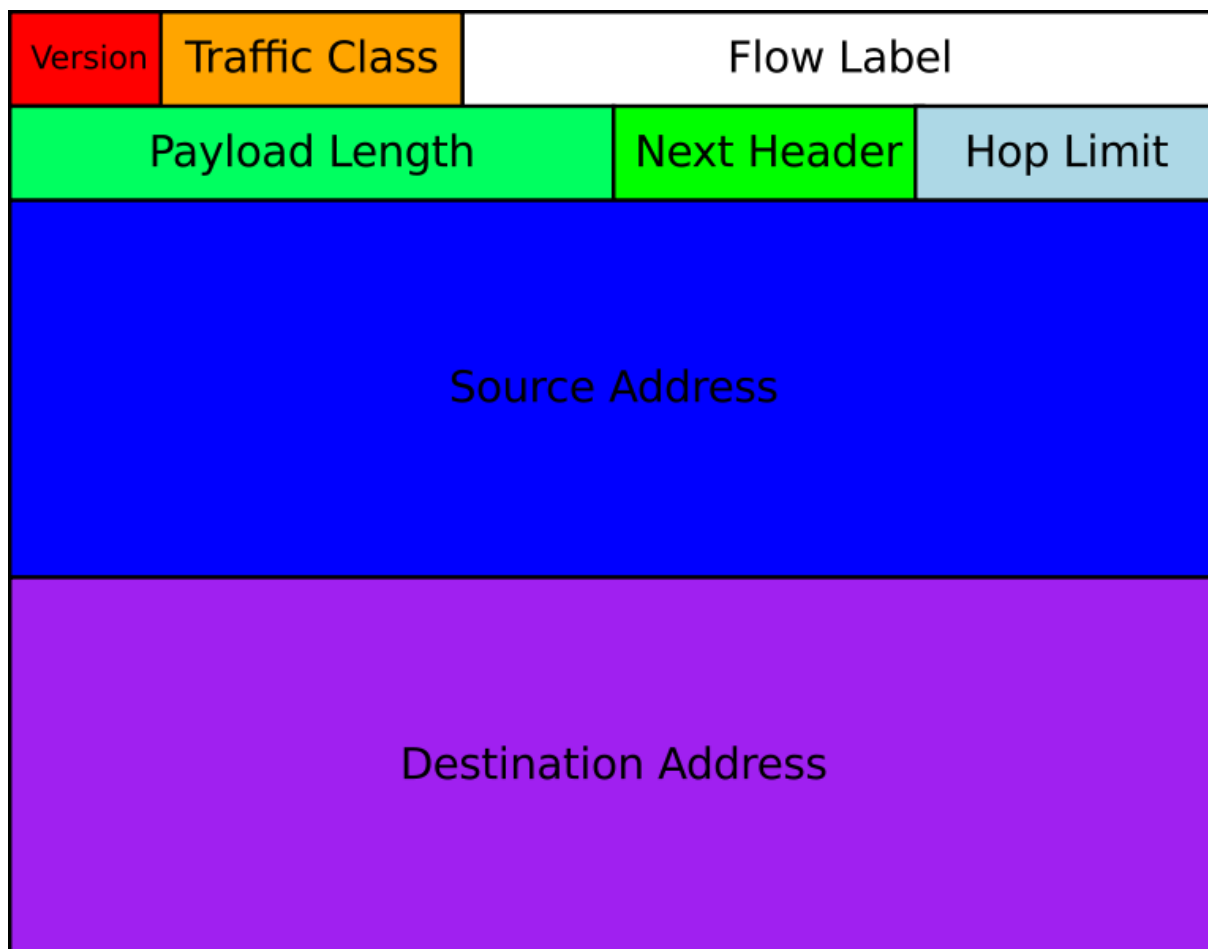 Version Traffic Class Flow Label
Payload Length Next Header Hop Limit
Source Address
Destination Address